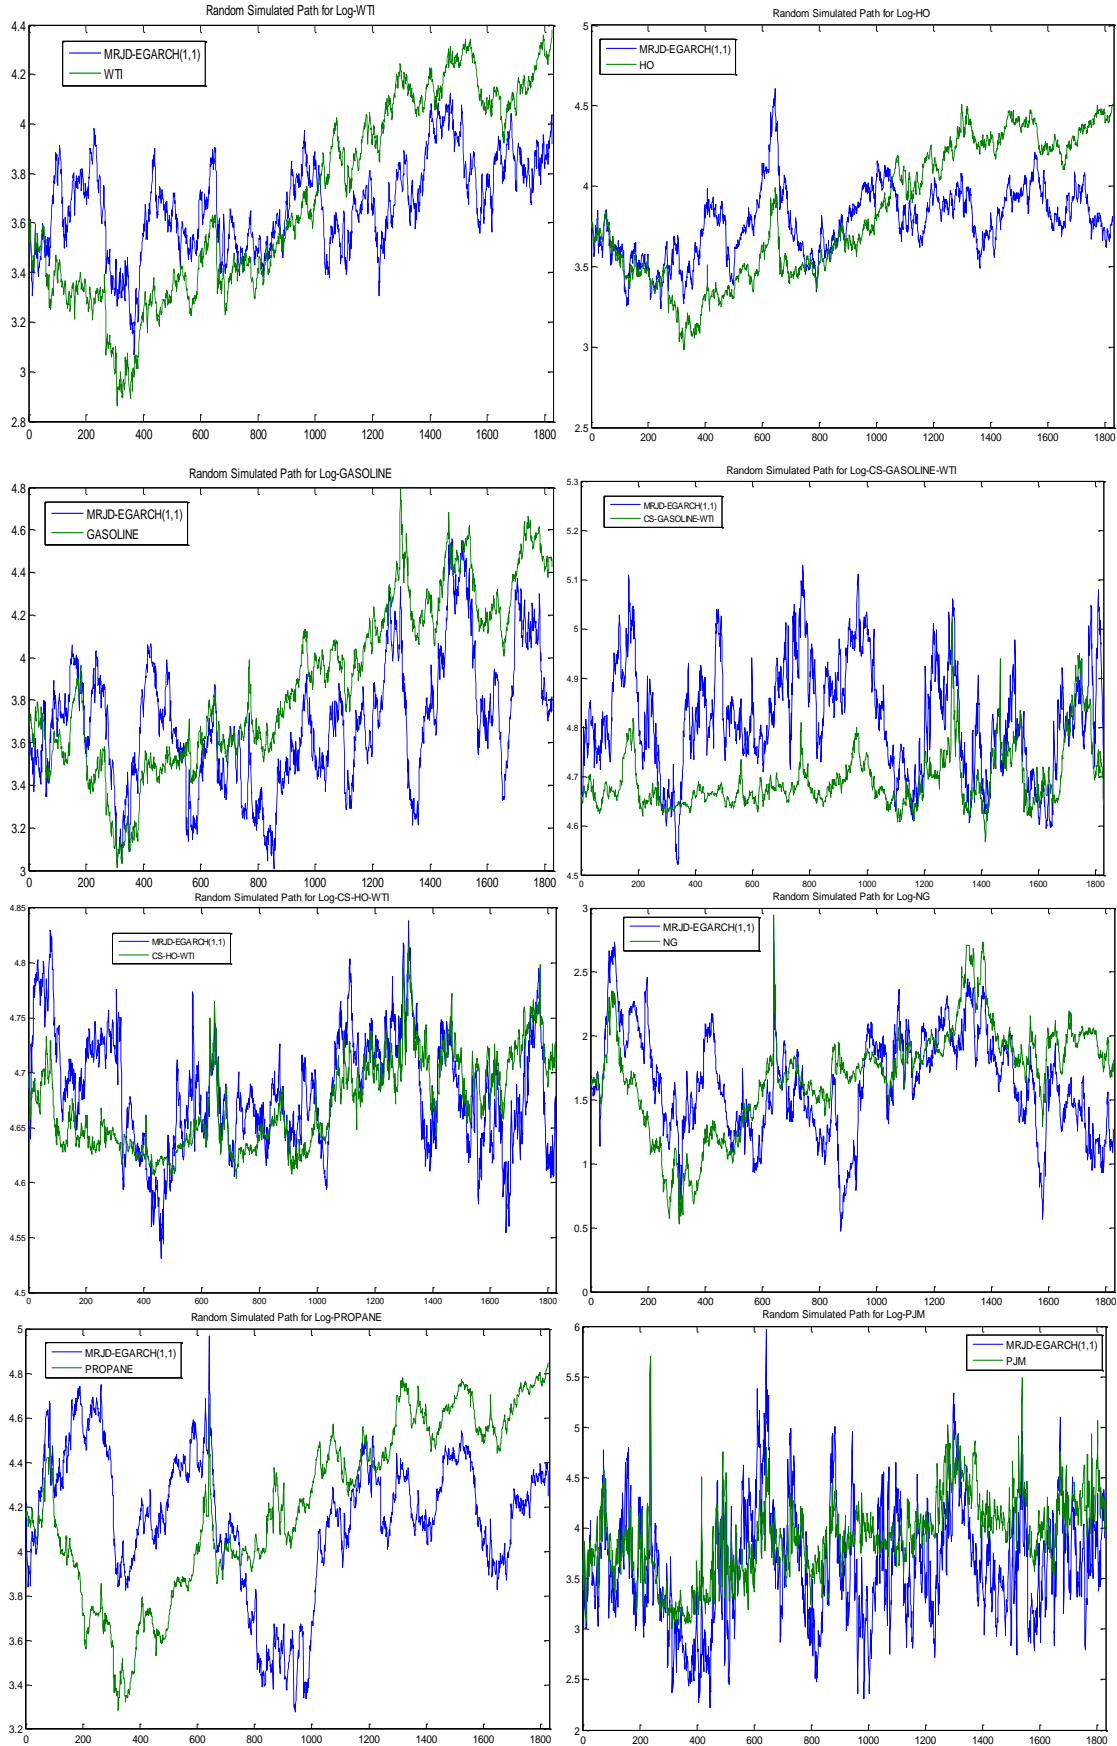 Random Simulated Path for Log-WTI
4.4
4.2
4
3.8
3.6
3.4
3.2
3
2.8
MRJD-EGARCH(1,1)
WTI
0 200 400 600 800 1000 1200 1400 1600 1800
Random Simulated Path for Log-HO
5
4.5
4
3.5
3
2.5
MRJD-EGARCH(1,1)
HO
0 200 400 600 800 1000 1200 1400 1600 1800
Random Simulated Path for Log-GASOLINE
4.8
4.6
4.4
4.2
4
3.8
3.6
3.4
3.2
3
MRJD-EGARCH(1,1)
GASOLINE
0 200 400 600 800 1000 1200 1400 1600 1800
Random Simulated Path for Log-CS-GASOLINE-WTI
5.3
5.2
5.1
5
4.9
4.8
4.7
4.6
4.5
MRJD-EGARCH(1,1)
CS-GASOLINE-WTI
0 200 400 600 800 1000 1200 1400 1600 1800
Random Simulated Path for Log-CS-HO-WTI
4.85
4.8
4.75
4.7
4.65
4.6
4.55
4.5
MRJD-EGARCH(1,1)
CS-HO-WTI
0 200 400 600 800 1000 1200 1400 1600 1800
Random Simulated Path for Log-NG
3
2.5
2
1.5
1
0.5
0
MRJD-EGARCH(1,1)
NG
0 200 400 600 800 1000 1200 1400 1600 1800
Random Simulated Path for Log-PROPANE
5
4.8
4.6
4.4
4.2
4
3.8
3.6
3.4
3.2
MRJD-EGARCH(1,1)
PROPANE
0 200 400 600 800 1000 1200 1400 1600 1800
Random Simulated Path for Log-PJM
6
5.5
5
4.5
4
3.5
3
2.5
2
MRJD-EGARCH(1,1)
PJM
0 200 400 600 800 1000 1200 1400 1600 1800